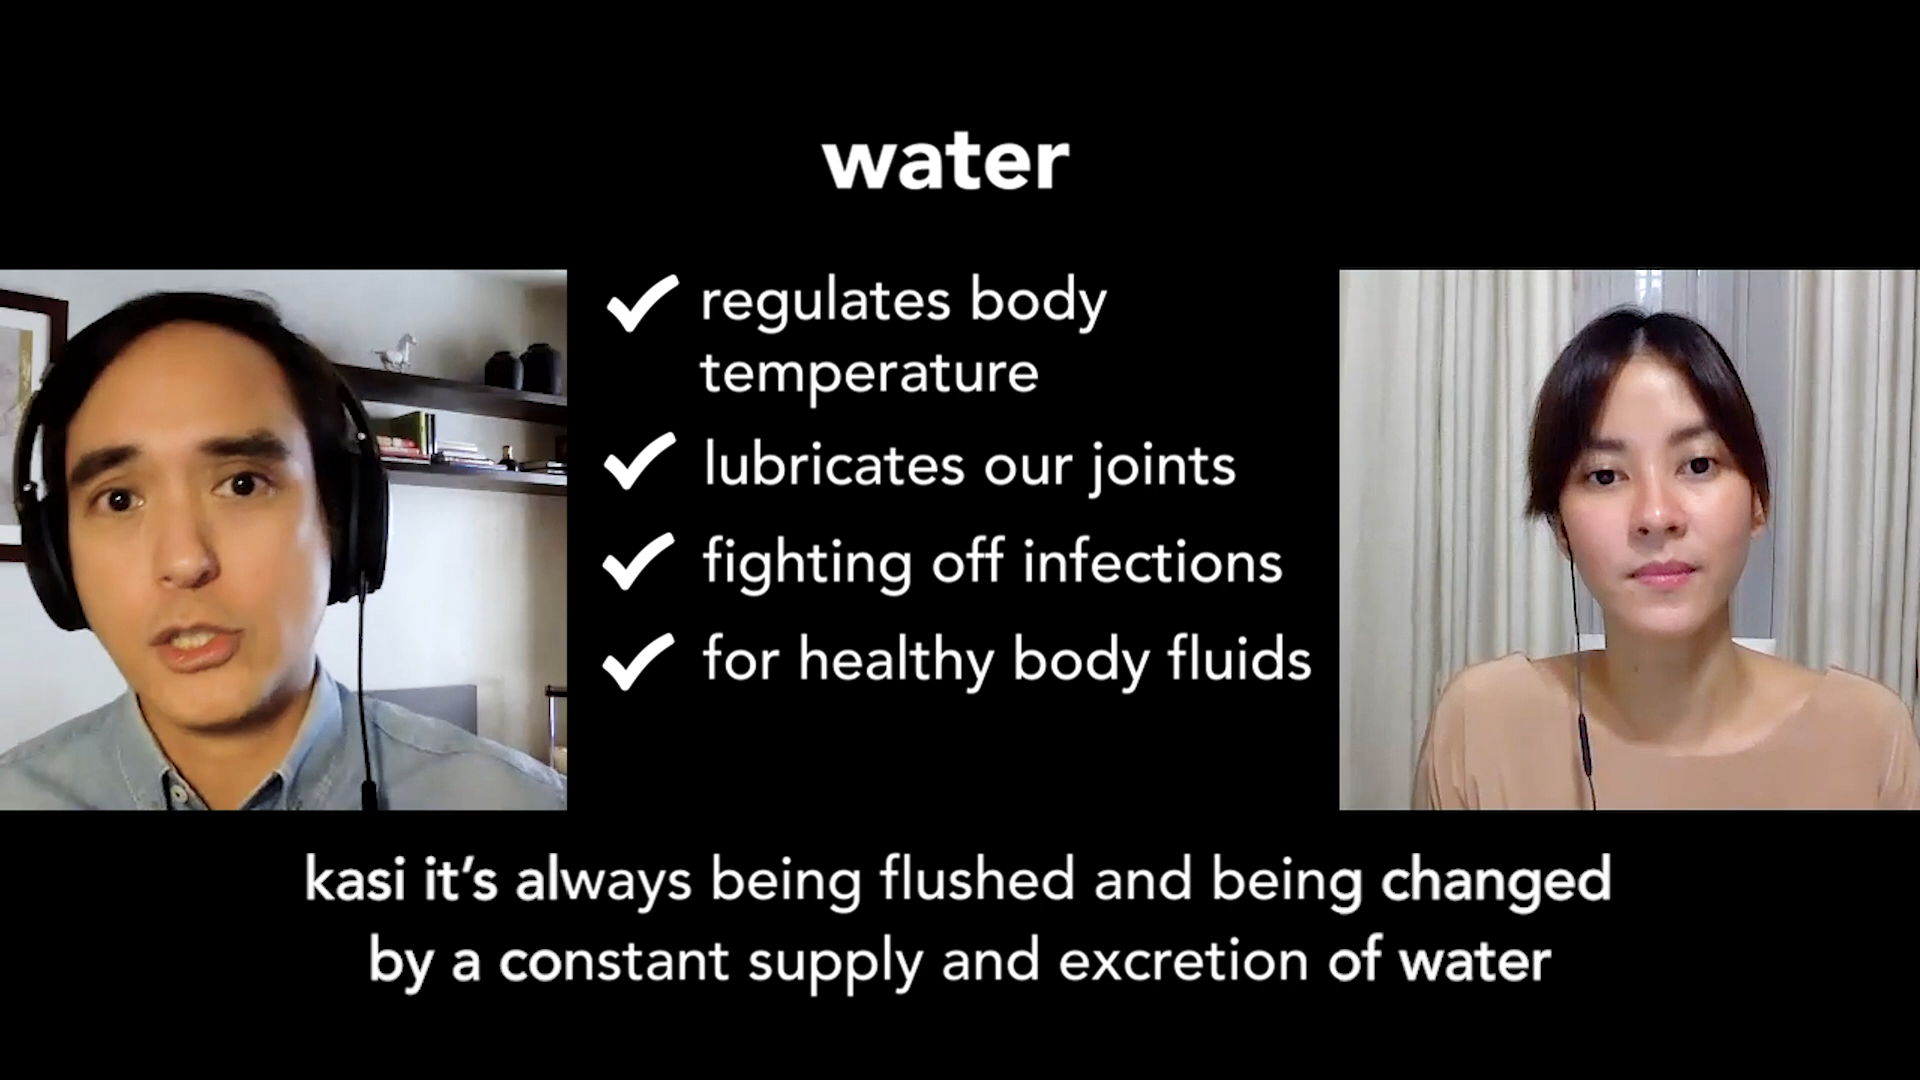 water
regulates body
temperature
lubricates our joints
fighting off infections
for healthy body fluids
kasi it's always being flushed and being changed
by a constant supply and excretion of water